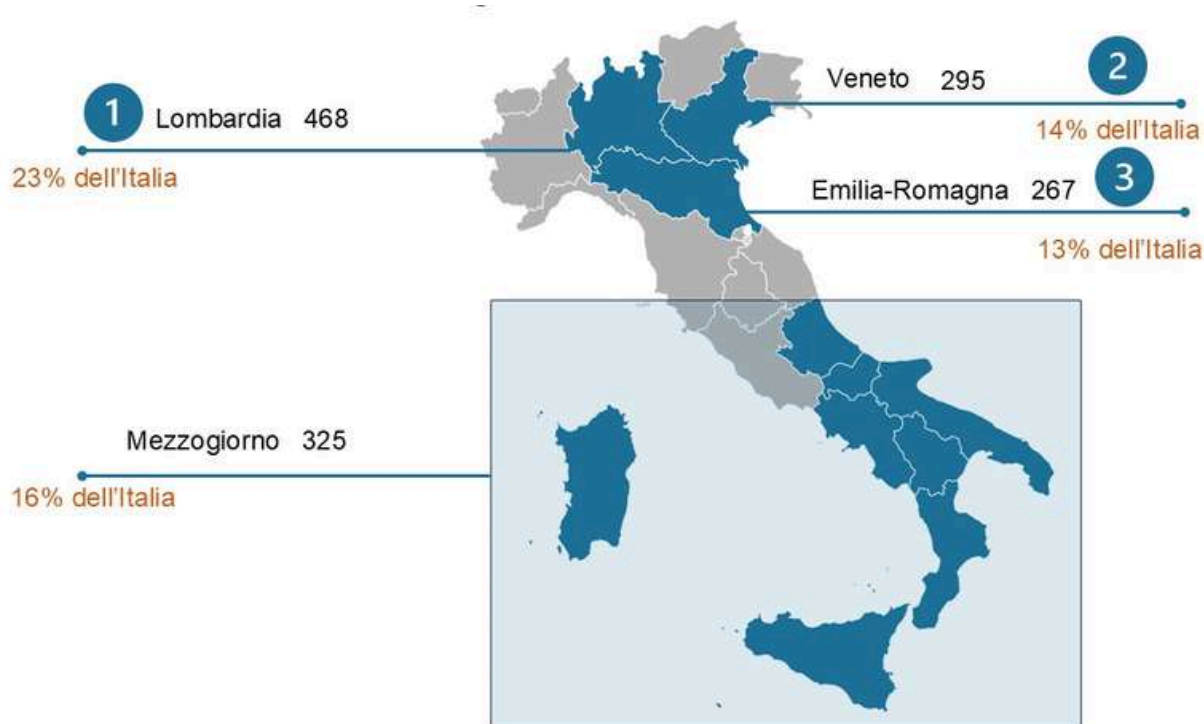 1
Lombardia 468
23% dell'Italia
Veneto 295
2
14% dell'Italia
Emilia-Romagna 267
3
13% dell'Italia
Mezzogiorno 325
16% dell'Italia